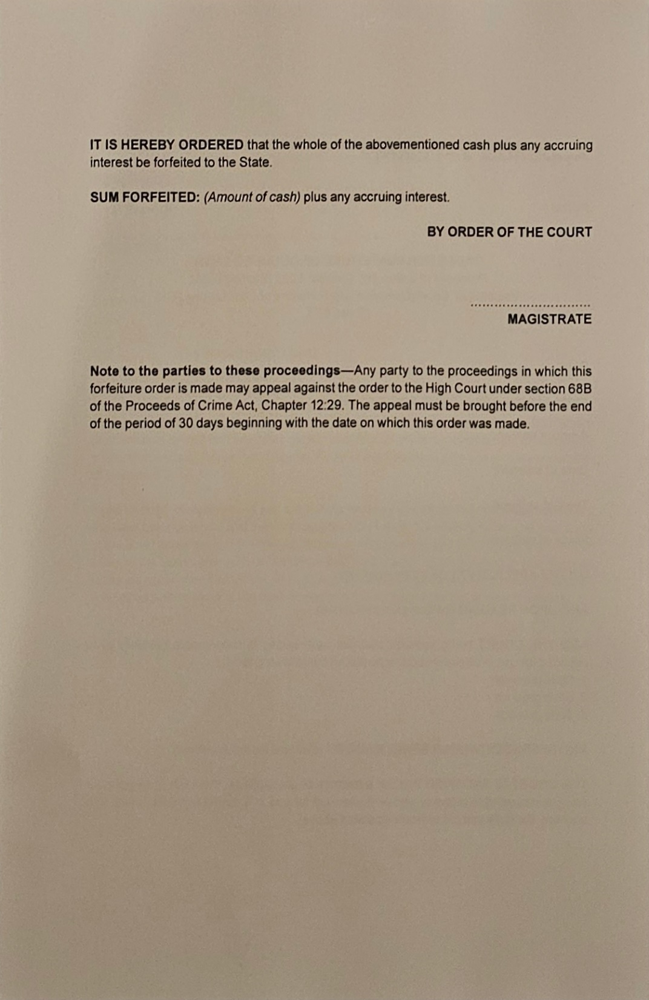 IT IS HEREBY ORDERED that the whole of the abovementioned cash plus any accruing
interest be forfeited to the State.
SUM FORFEITED: (Amount of cash) plus any accruing interest.
BY ORDER OF THE COURT
..............................
MAGISTRATE
Note to the parties to these proceedings—Any party to the proceedings in which this
forfeiture order is made may appeal against the order to the High Court under section 68B
of the Proceeds of Crime Act, Chapter 12:29. The appeal must be brought before the end
of the period of 30 days beginning with the date on which this order was made.